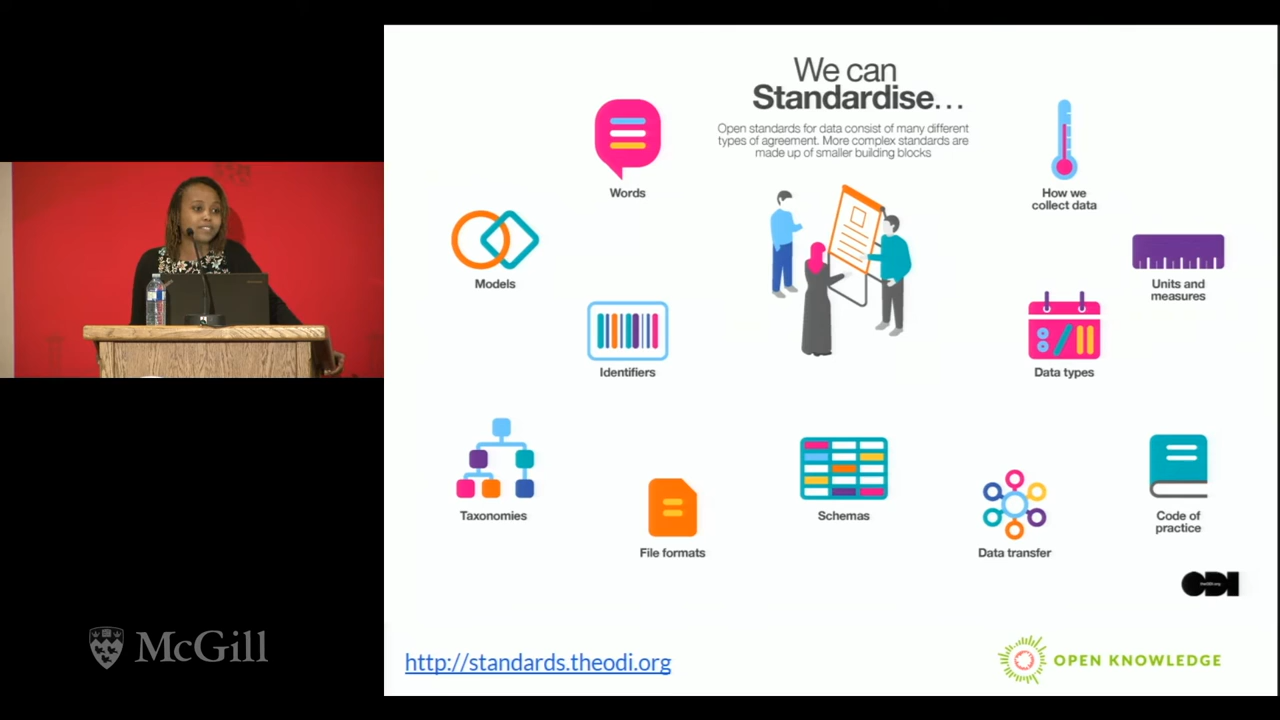 We can
Standardise...
Open standards for data consist of many different
types of agreement. More complex standards are
made up of smaller building blocks
Words
How we
collect data
Models
Units and
measures
Identifiers
Data types
Taxonomies
Schemas
Code of
practice
File formats
Data transfer
ODI
http://standards.theodi.org
OPEN KNOWLEDGE
McGill